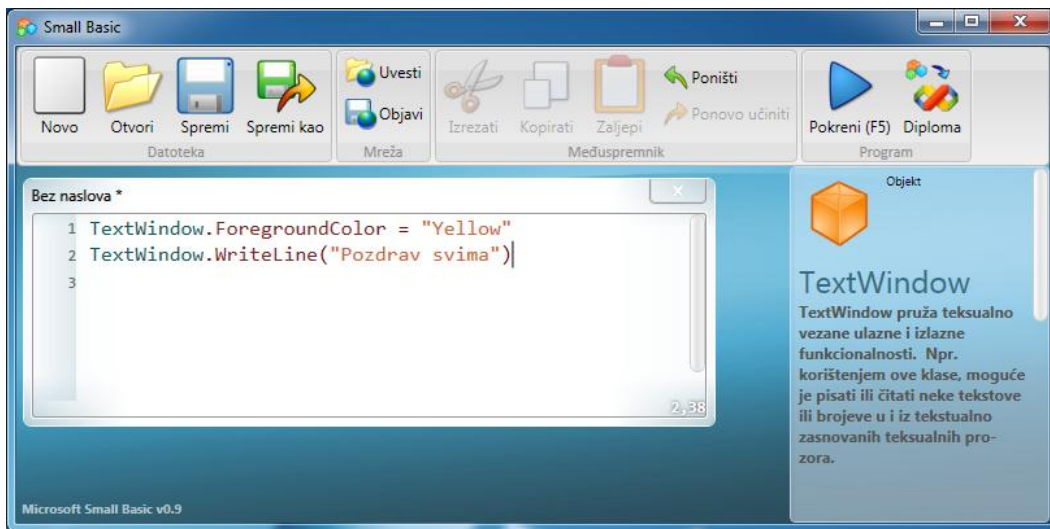 Small Basic
Novo
Otvori
Spremi
Spremi kao
Datoteka
Uvesti
Objavi
Mreža
Izrezati
Kopirati
Zaljepi
Poništi
Ponovo učiniti
Međuspremnik
Pokreni (F5)
Diploma
Program
Bez naslova *
1 TextWindow.ForegroundColor = "Yellow"
2 TextWindow.WriteLine("Pozdrav svima")
3
2,38
Microsoft Small Basic v0.9
Objekt
TextWindow
TextWindow pruža teksualno
vezane ulazne i izlazne
funkcionalnosti. Npr.
korištenjem ove klase, moguće
je pisati ili čitati neke tekstove
ili brojeve u i iz tekstualno
zasnovanih teksualnih pro-
zora.